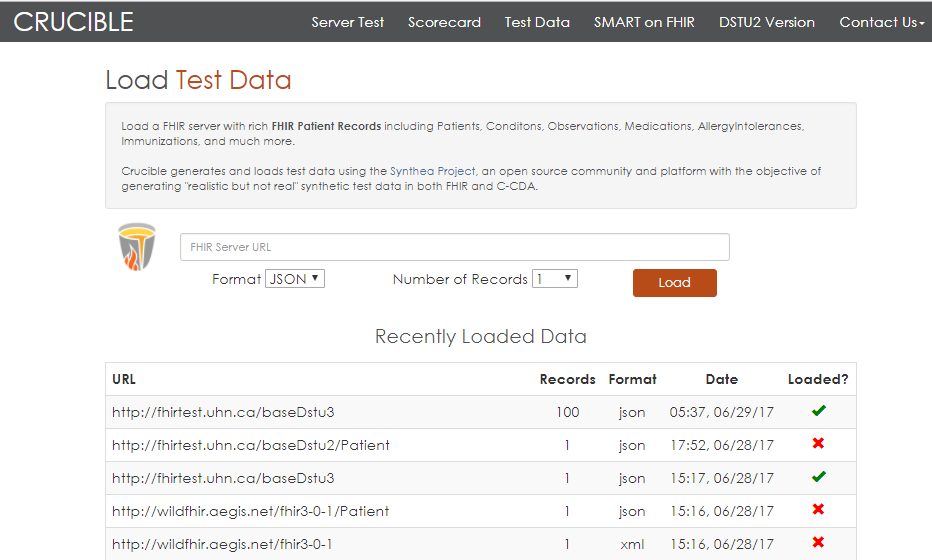 CRUCIBLE Server Test Scorecard Test Data SMART on FHIR DSTU2 Version Contact Us
Load Test Data
Load a FHIR server with rich FHIR Patient Records including Patients, Conditons, Observations, Medications, AllergyIntolerances,
Immunizations, and much more.
Crucible generates and loads test data using the Synthea Project, an open source community and platform with the objective of
generating "realistic but not real" synthetic test data in both FHIR and C-CDA.
FHIR Server URL
Format JSON Number of Records 1 Load
Recently Loaded Data
URL Records Format Date Loaded?
http://fhirtest.uhn.ca/baseDstu3 100 json 05:37, 06/29/17
http://fhirtest.uhn.ca/baseDstu2/Patient 1 json 17:52, 06/28/17
http://fhirtest.uhn.ca/baseDstu3 1 json 15:17, 06/28/17
http://wildfhir.aegis.net/fhir3-0-1/Patient 1 json 15:16, 06/28/17
http://wildfhir.aegis.net/fhir3-0-1 1 xml 15:16, 06/28/17